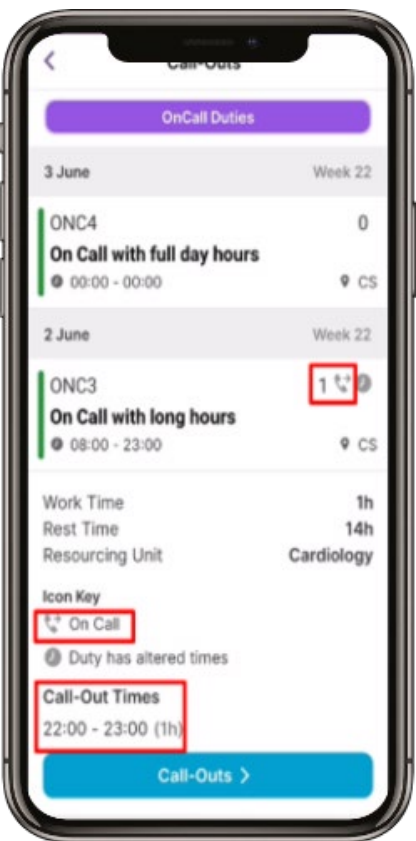 Call-Outs
OnCall Duties
3 June Week 22
ONC4 0
On Call with full day hours
00:00 - 00:00 CS
2 June Week 22
ONC3 1
On Call with long hours
08:00 - 23:00 CS
Work Time 1h
Rest Time 14h
Resourcing Unit Cardiology
Icon Key
On Call
Duty has altered times
Call-Out Times
22:00 - 23:00 (1h)
Call-Outs >